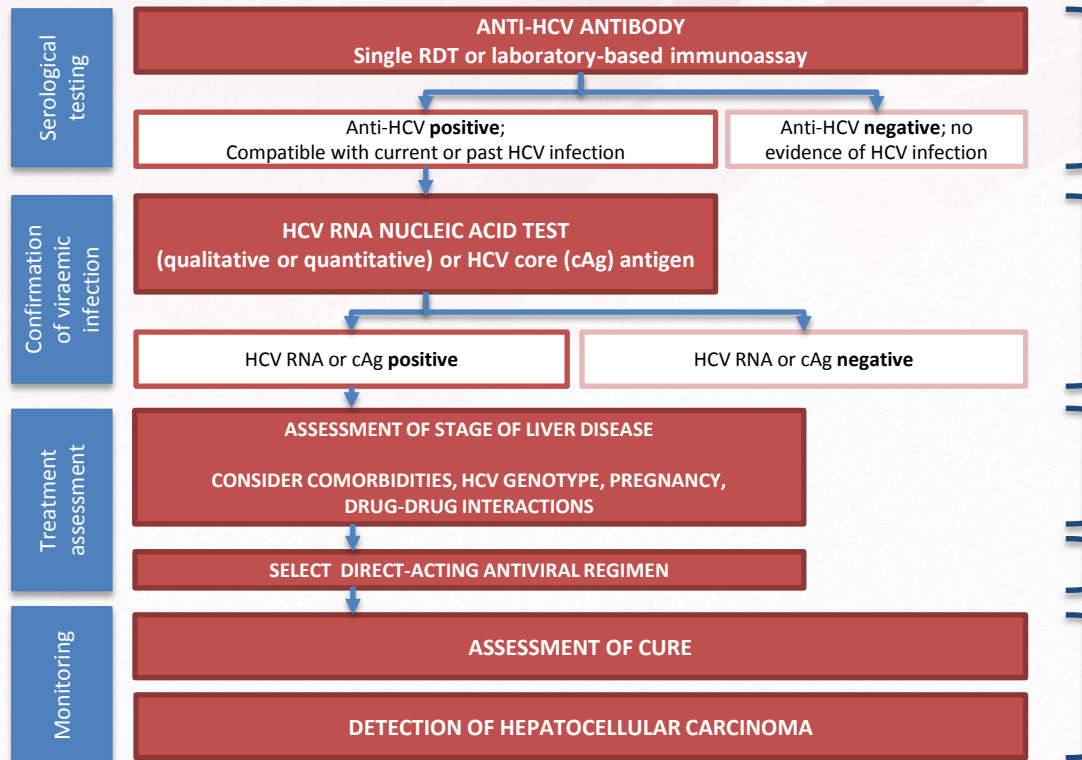 Serological
testing
ANTI-HCV ANTIBODY
Single RDT or laboratory-based immunoassay
Anti-HCV positive;
Compatible with current or past HCV infection
Anti-HCV negative; no
evidence of HCV infection
Confirmation
of viraemic
infection
HCV RNA NUCLEIC ACID TEST
(qualitative or quantitative) or HCV core (cAg) antigen
HCV RNA or cAg positive
HCV RNA or cAg negative
Treatment
assessment
ASSESSMENT OF STAGE OF LIVER DISEASE
CONSIDER COMORBIDITIES, HCV GENOTYPE, PREGNANCY,
DRUG-DRUG INTERACTIONS
SELECT DIRECT-ACTING ANTIVIRAL REGIMEN
Monitoring
ASSESSMENT OF CURE
DETECTION OF HEPATOCELLULAR CARCINOMA